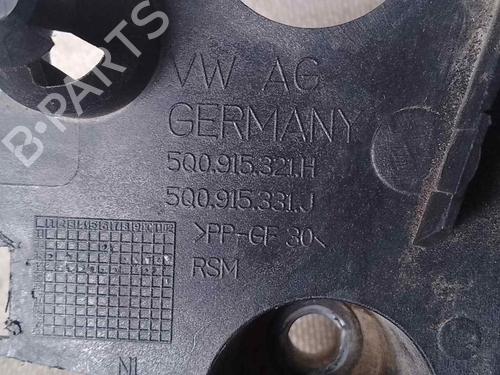 B-PARTS
VW AG
GERMANY
5Q0.915.321.H
5Q0.915.331.J
>PP-GF 30<
RSM